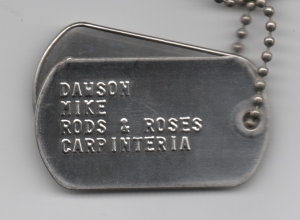 DAWSON
MIKE
RODS & ROSES
CARPINTERIA